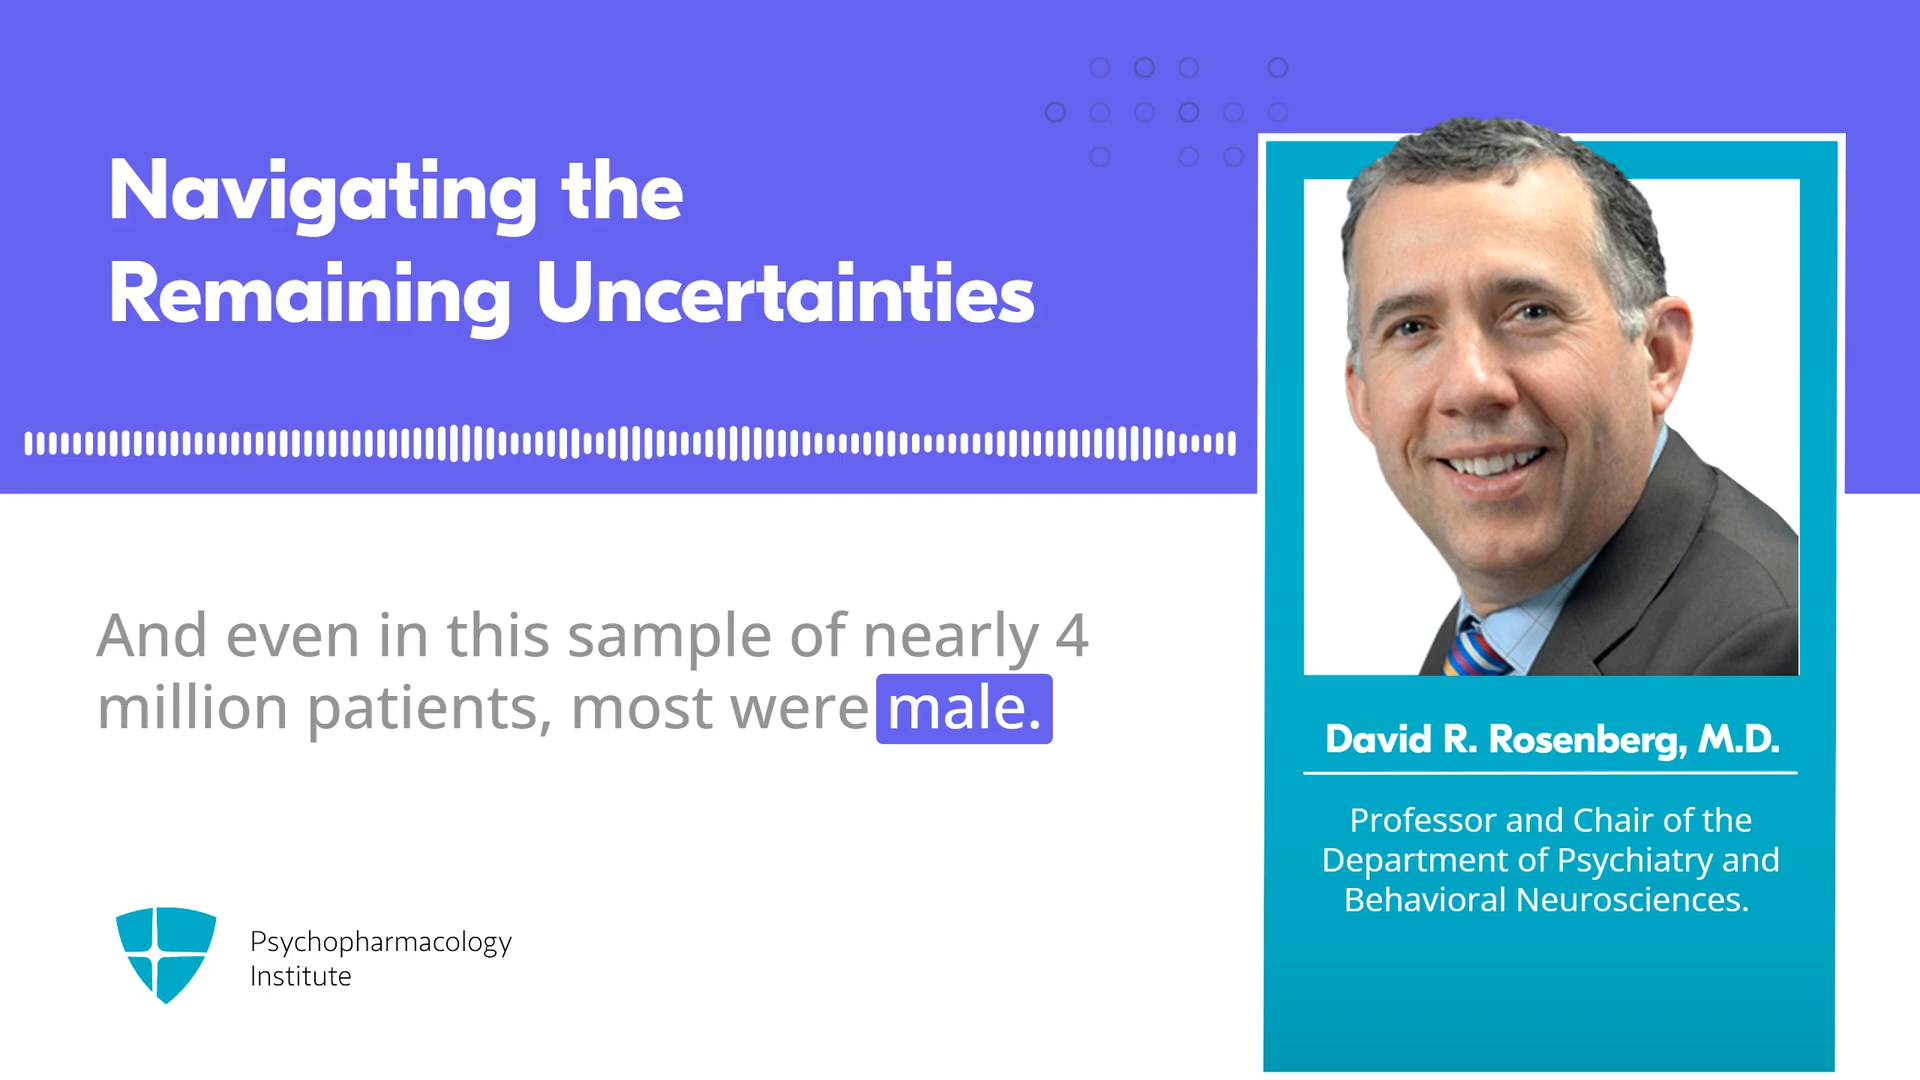 Navigating the
Remaining Uncertainties
And even in this sample of nearly 4
million patients, most were male.
David R. Rosenberg, M.D.
Professor and Chair of the
Department of Psychiatry and
Behavioral Neurosciences.
Psychopharmacology
Institute